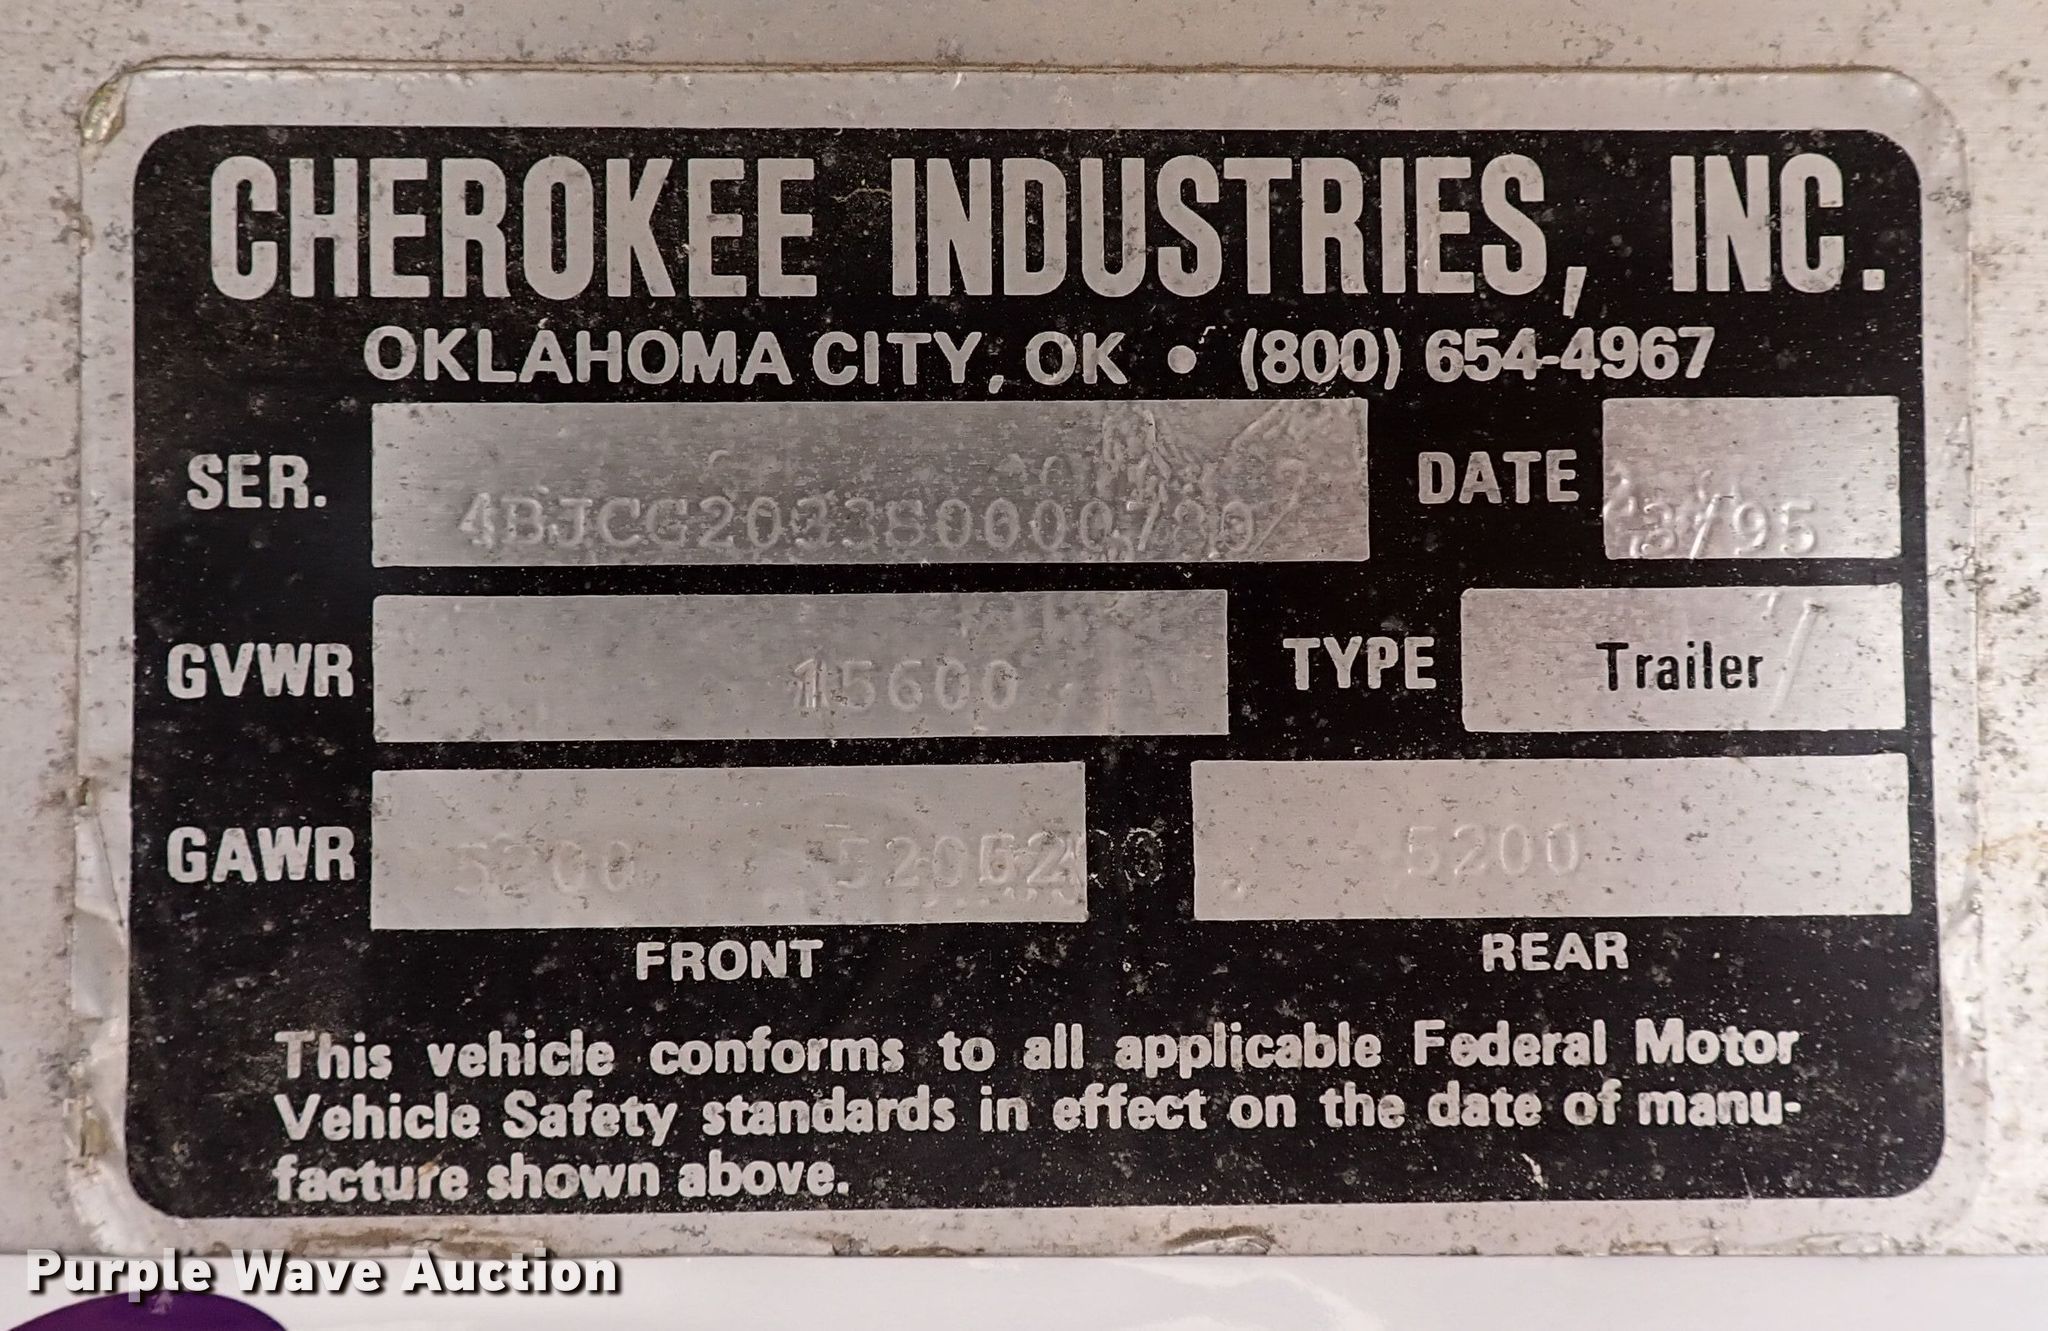 CHEROKEE INDUSTRIES, INC.
OKLAHOMA CITY, OK • (800) 654-4967
SER. DATE 3/95
GVWR 15600 TYPE Trailer
GAWR 5200 5200
FRONT REAR
This vehicle conforms to all applicable Federal Motor
Vehicle Safety standards in effect on the date of manu-
facture shown above.
Purple Wave Auction